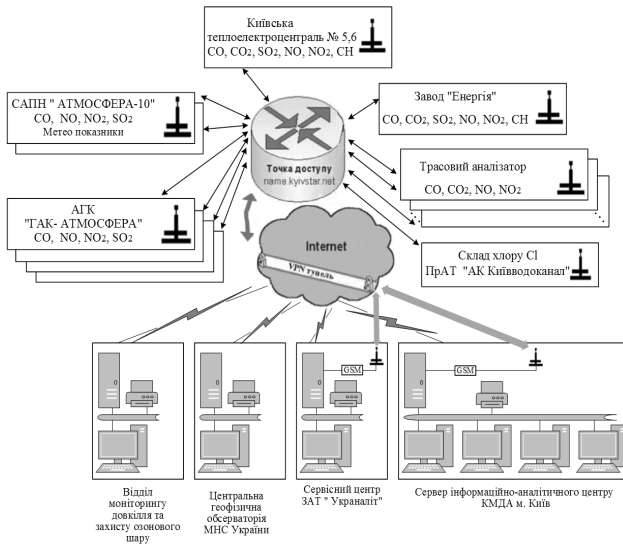 Київська
теплоелектроцентраль № 5,6
CO, CO2, SO2, NO, NO2, CH
САПН " АТМОСФЕРА-10"
CO, NO, NO2, SO2
Метео показники
Завод "Енергія"
CO, CO2, SO2, NO, NO2, CH
Точка доступу
name.kyivstar.net
Трасовий аналізатор
CO, CO2, NO, NO2
АГК
"ГАК- АТМОСФЕРА"
CO, NO, NO2, SO2
Internet
VPN тунель
Склад хлору Cl
ПрАТ "АК Київводоканал"
GSM
GSM
Відділ
моніторингу
довкілля та
захисту озонового
шару
Центральна
геофізична
обсерваторія
МНС України
Сервісний центр
ЗАТ " Украналіт"
Сервер інформаційно-аналітичного центру
КМДА м. Київ